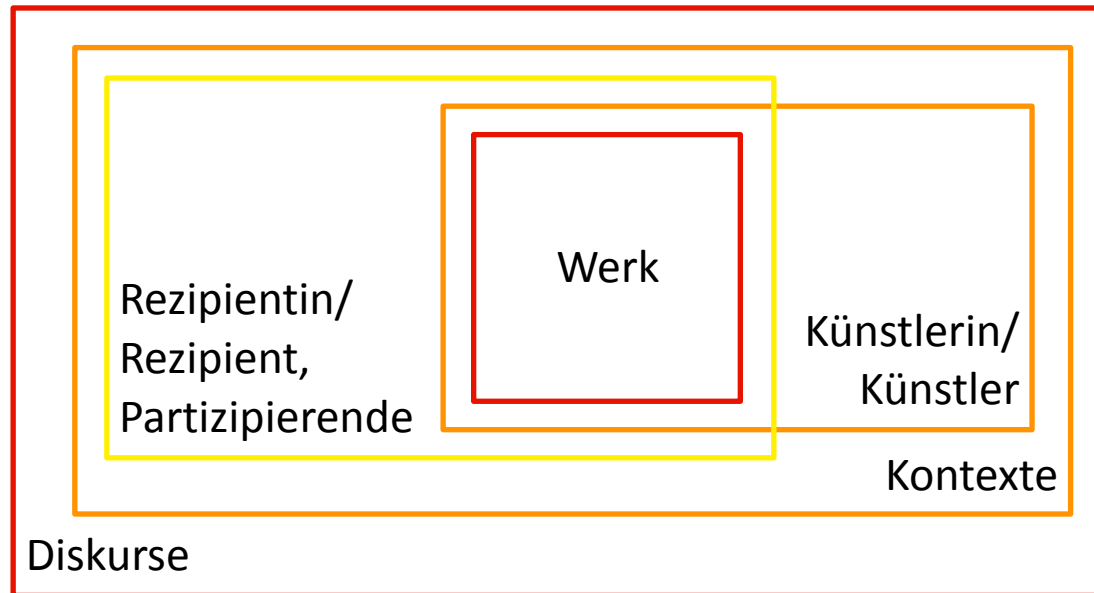 Werk
Rezipientin/
Rezipient,
Partizipierende
Künstlerin/
Künstler
Kontexte
Diskurse